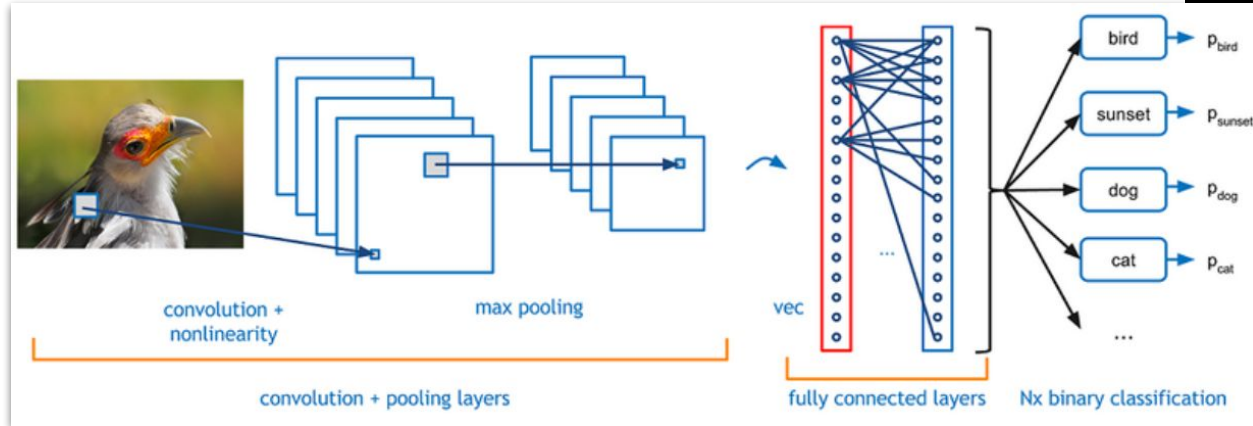 bird
p_bird
sunset
p_sunset
dog
p_dog
cat
p_cat
...
...
convolution +
nonlinearity
max pooling
vec
convolution + pooling layers
fully connected layers
Nx binary classification